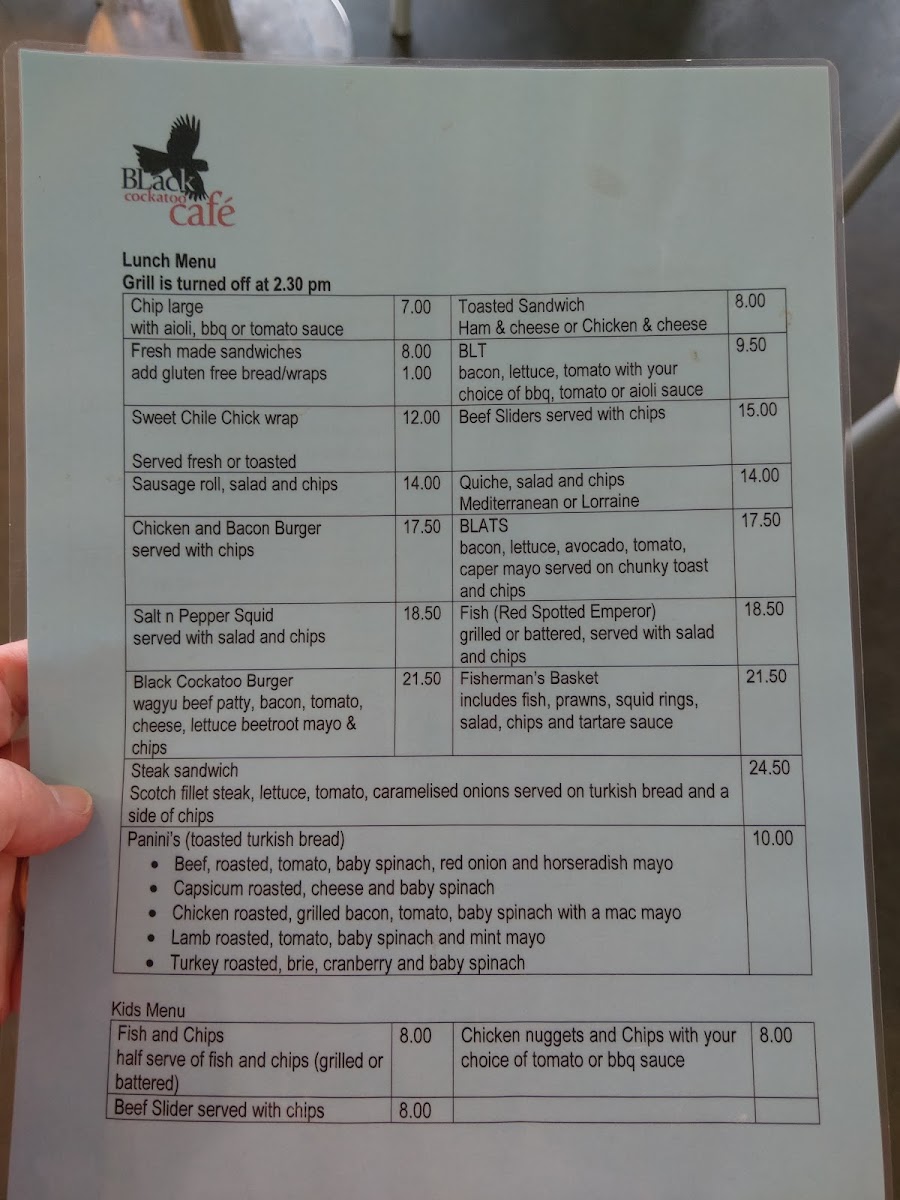 BLack
cockatoo
café
Lunch Menu
Grill is turned off at 2.30 pm
Chip large 7.00
with aioli, bbq or tomato sauce
Toasted Sandwich 8.00
Ham & cheese or Chicken & cheese
Fresh made sandwiches 8.00
add gluten free bread/wraps 1.00
BLT 9.50
bacon, lettuce, tomato with your
choice of bbq, tomato or aioli sauce
Sweet Chile Chick wrap 12.00
Served fresh or toasted
Beef Sliders served with chips 15.00
Sausage roll, salad and chips 14.00
Quiche, salad and chips 14.00
Mediterranean or Lorraine
Chicken and Bacon Burger 17.50
served with chips
BLATS 17.50
bacon, lettuce, avocado, tomato,
caper mayo served on chunky toast
and chips
Salt n Pepper Squid 18.50
served with salad and chips
Fish (Red Spotted Emperor) 18.50
grilled or battered, served with salad
and chips
Black Cockatoo Burger 21.50
wagyu beef patty, bacon, tomato,
cheese, lettuce beetroot mayo &
chips
Fisherman's Basket 21.50
includes fish, prawns, squid rings,
salad, chips and tartare sauce
Steak sandwich 24.50
Scotch fillet steak, lettuce, tomato, caramelised onions served on turkish bread and a
side of chips
Panini's (toasted turkish bread) 10.00
• Beef, roasted, tomato, baby spinach, red onion and horseradish mayo
• Capsicum roasted, cheese and baby spinach
• Chicken roasted, grilled bacon, tomato, baby spinach with a mac mayo
• Lamb roasted, tomato, baby spinach and mint mayo
• Turkey roasted, brie, cranberry and baby spinach
Kids Menu
Fish and Chips 8.00
half serve of fish and chips (grilled or
battered)
Chicken nuggets and Chips with your 8.00
choice of tomato or bbq sauce
Beef Slider served with chips 8.00